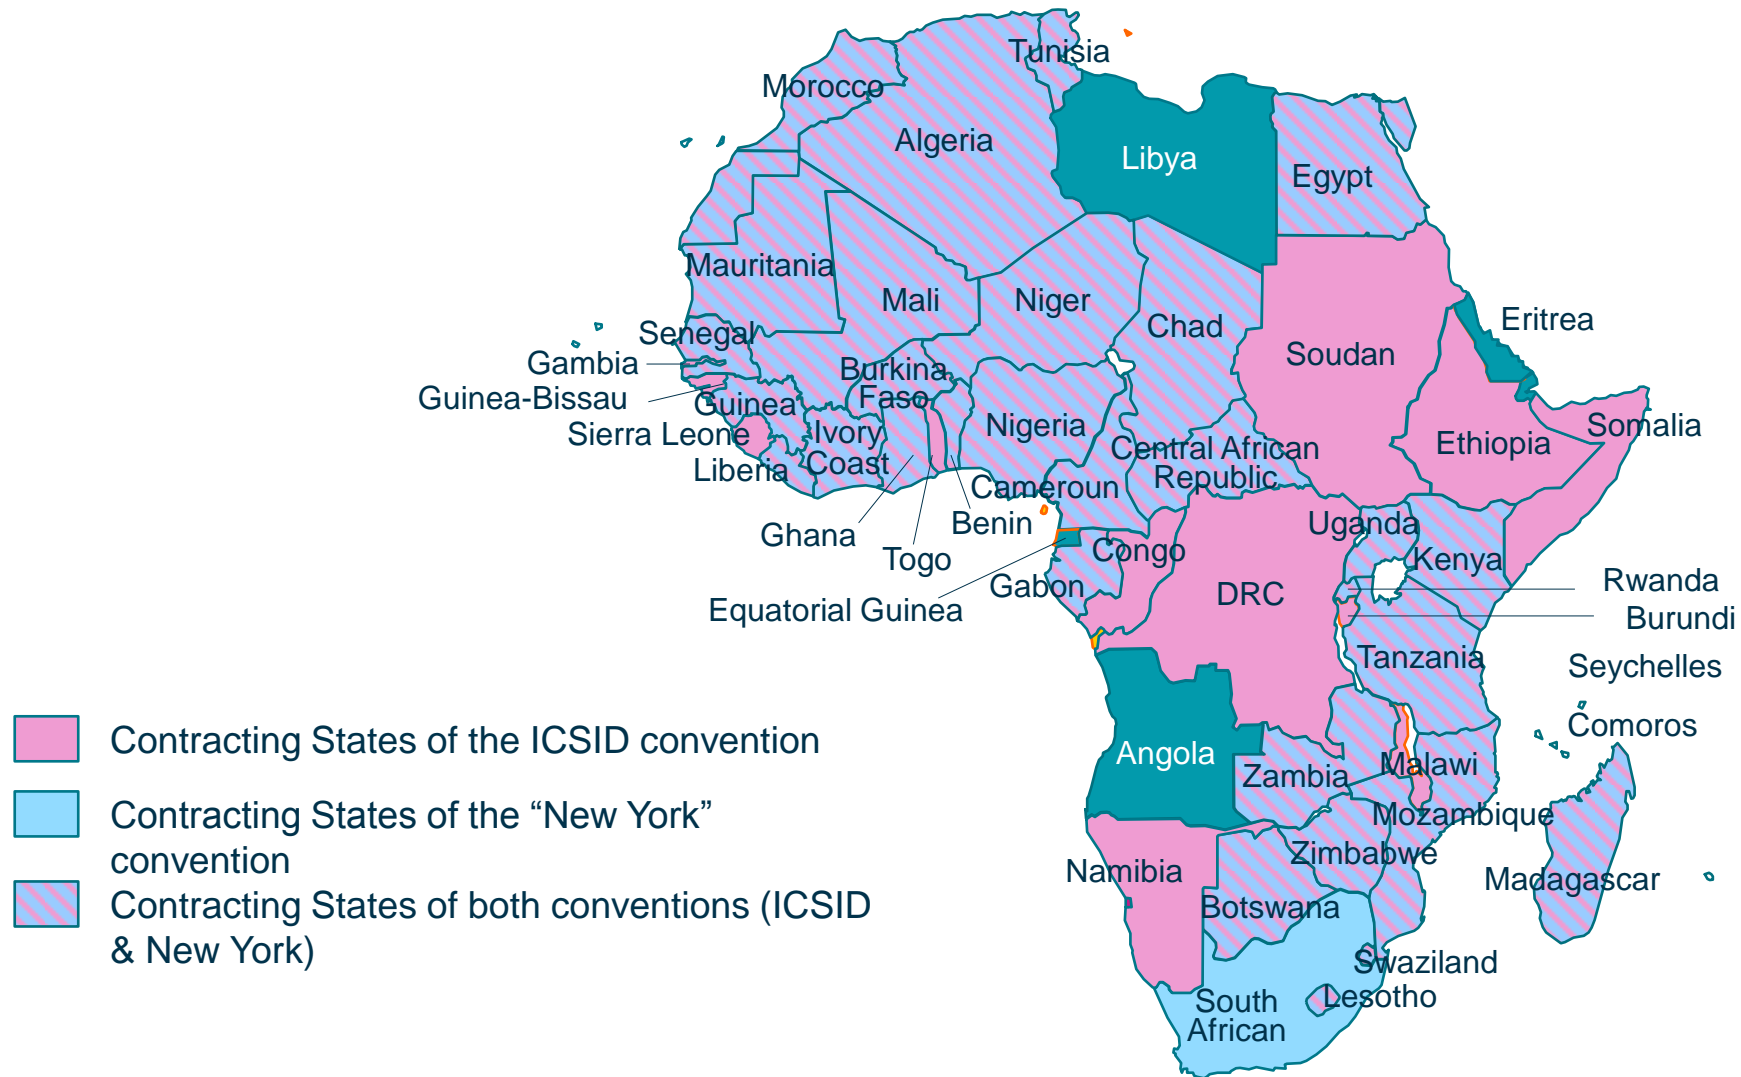 Tunisia
Morocco
Algeria
Libya
Egypt
Mauritania
Mali
Niger
Chad
Eritrea
Senegal
Soudan
Gambia
Burkina
Faso
Guinea-Bissau
Guinea
Nigeria
Somalia
Sierra Leone
Ivory
Coast
Ethiopia
Central African
Republic
Liberia
Cameroun
Ghana
Benin
Uganda
Togo
Congo
Kenya
Gabon
DRC
Rwanda
Equatorial Guinea
Burundi
Tanzania
Seychelles
Comoros
Angola
Zambia
Malawi
Mozambique
Zimbabwe
Namibia
Madagascar
Botswana
Swaziland
Lesotho
South
African
Contracting States of the ICSID convention
Contracting States of the “New York”
convention
Contracting States of both conventions (ICSID
& New York)